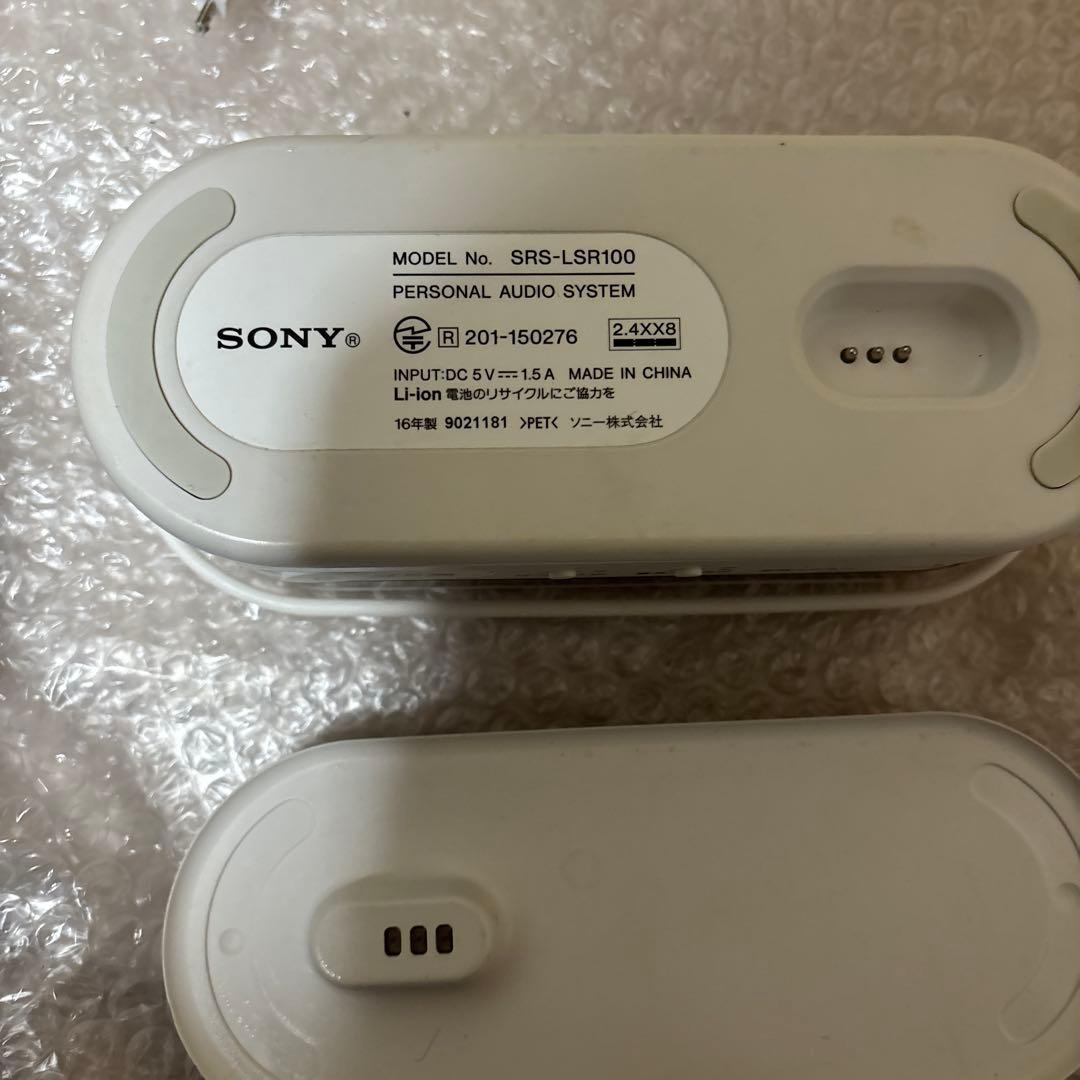 SONY®
MODEL No. SRS-LSR100
PERSONAL AUDIO SYSTEM
R 201-150276 2.4XX8
INPUT:DC 5V⎓1.5A MADE IN CHINA
Li-ion 電池のリサイクルにご協力を
16年製 9021181 >PET< ソニー株式会社